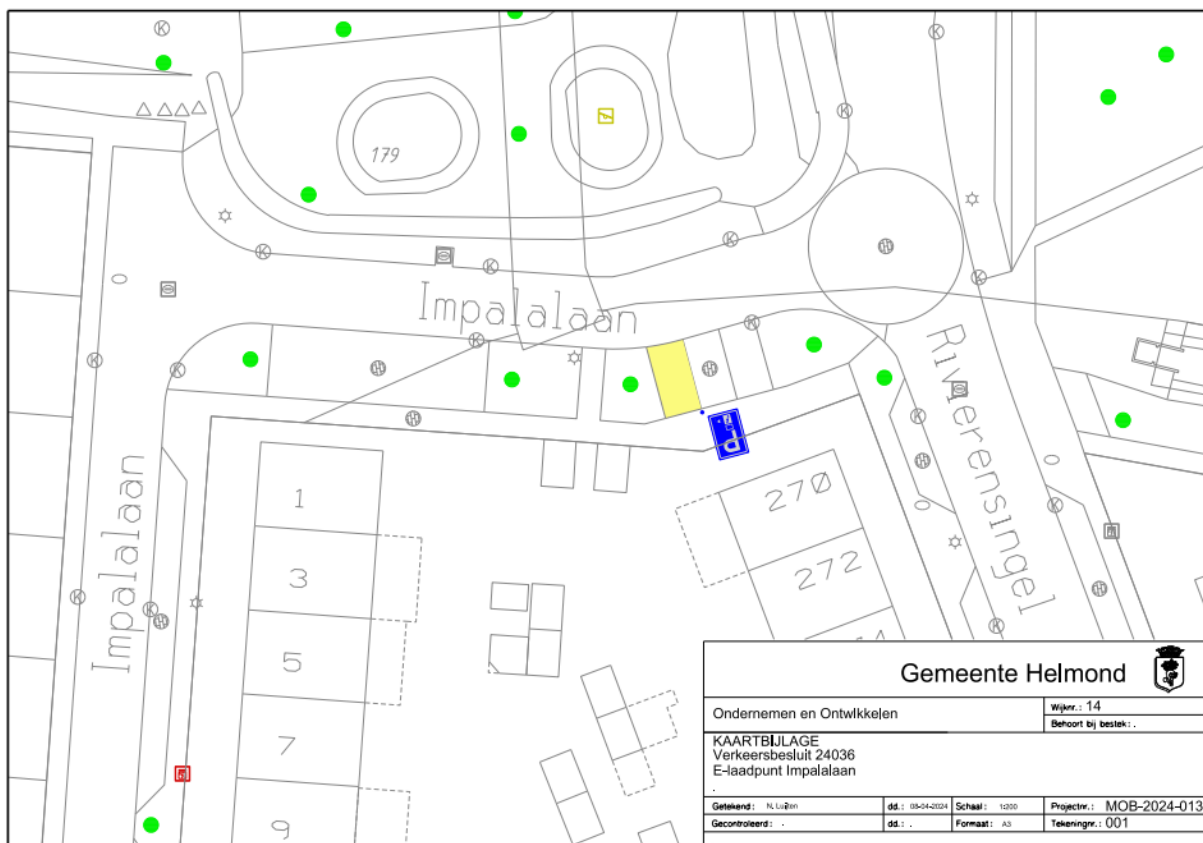 179
Impalalaan
Rivierensingel
Impalalaan
1
3
5
7
9
270
272
Gemeente Helmond
Ondernemen en Ontwikkelen
Wijknr.: 14
Behoort bij bestek: .
KAARTBIJLAGE
Verkeersbesluit 24036
E-laadpunt Impalalaan
.
Getekend: N. Luijten dd.: 08-04-2024 Schaal: 1:200 Projectnr.: MOB-2024-013
Gecontroleerd: . dd.: . Formaat: A3 Tekeningnr.: 001